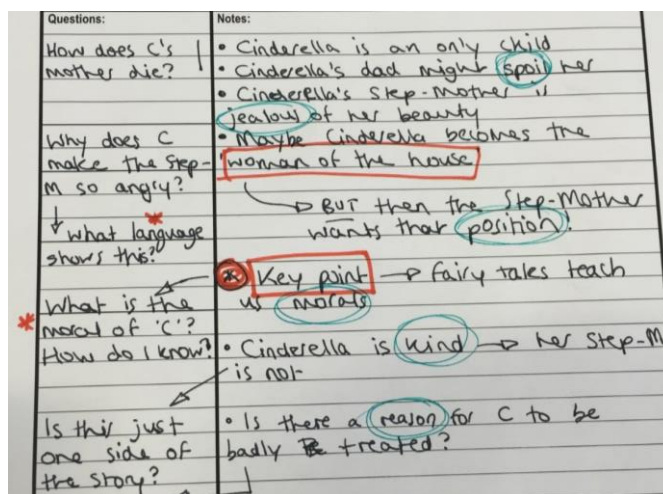 Questions:
How does C's
mother die?
Why does C
make the Step-
M so angry?
what language
shows this?
What is the
moral of 'C'?
How do I know?
Is this just
one side of
the story?
Notes:
• Cinderella is an only child
• Cinderella's dad might spoil her
• Cinderella's Step-Mother is
jealous of her beauty
• Maybe Cinderella becomes the
woman of the house
BUT then the Step-Mother
wants that position!
* Key point → fairy tales teach
us morals
• Cinderella is kind → her Step-M
is not
• Is there a reason for C to be
badly treated?